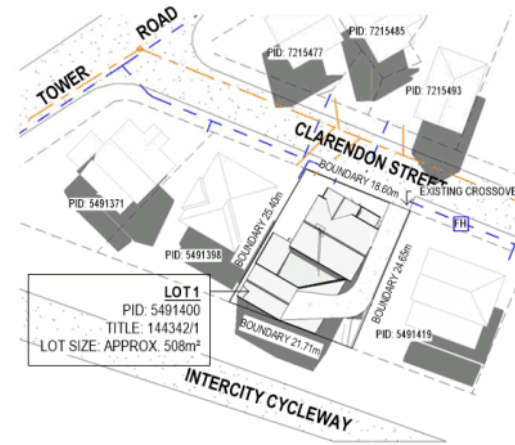 ROAD
TOWER
PID: 7215485
PID: 7215477
PID: 7215493
CLARENDON STREET
BOUNDARY 18.60m
EXISTING CROSSOVE
FH
PID: 5491371
BOUNDARY 25.40m
BOUNDARY 24.65m
PID: 5491398
LOT 1
PID: 5491400
TITLE: 144342/1
LOT SIZE: APPROX. 508m²
BOUNDARY 21.71m
PID: 5491419
INTERCITY CYCLEWAY